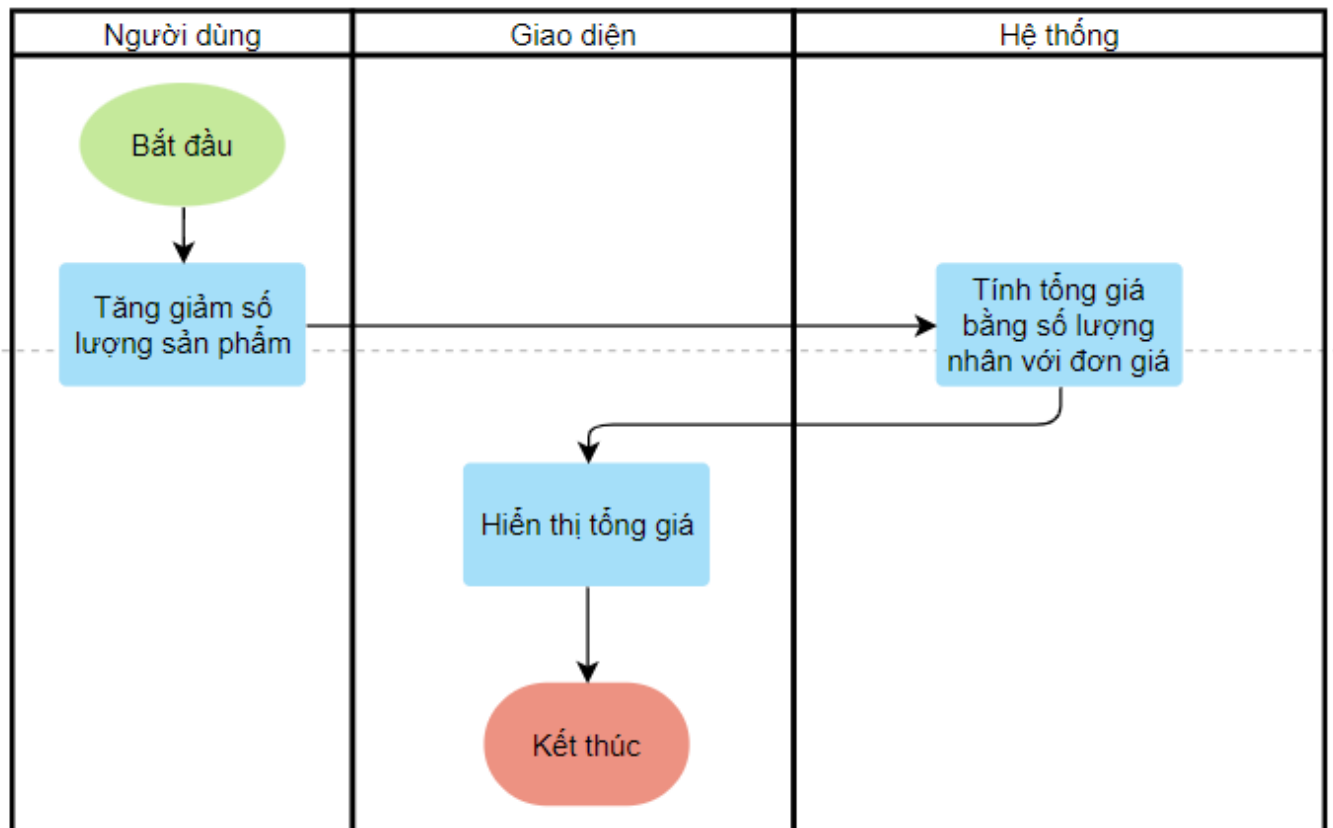 Người dùng
Giao diện
Hệ thống
Bắt đầu
Tăng giảm số
lượng sản phẩm
Tính tổng giá
bằng số lượng
nhân với đơn giá
Hiển thị tổng giá
Kết thúc